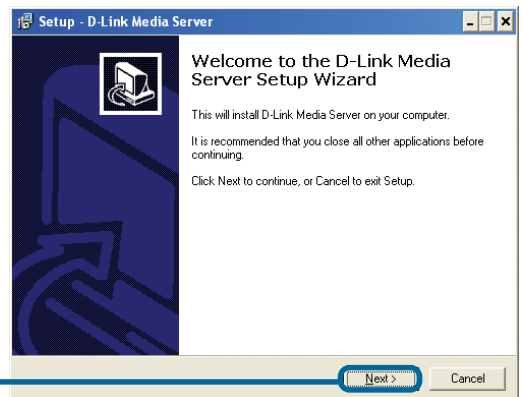 Setup - D-Link Media Server
Welcome to the D-Link Media
Server Setup Wizard
This will install D-Link Media Server on your computer.
It is recommended that you close all other applications before
continuing.
Click Next to continue, or Cancel to exit Setup.
Next >
Cancel